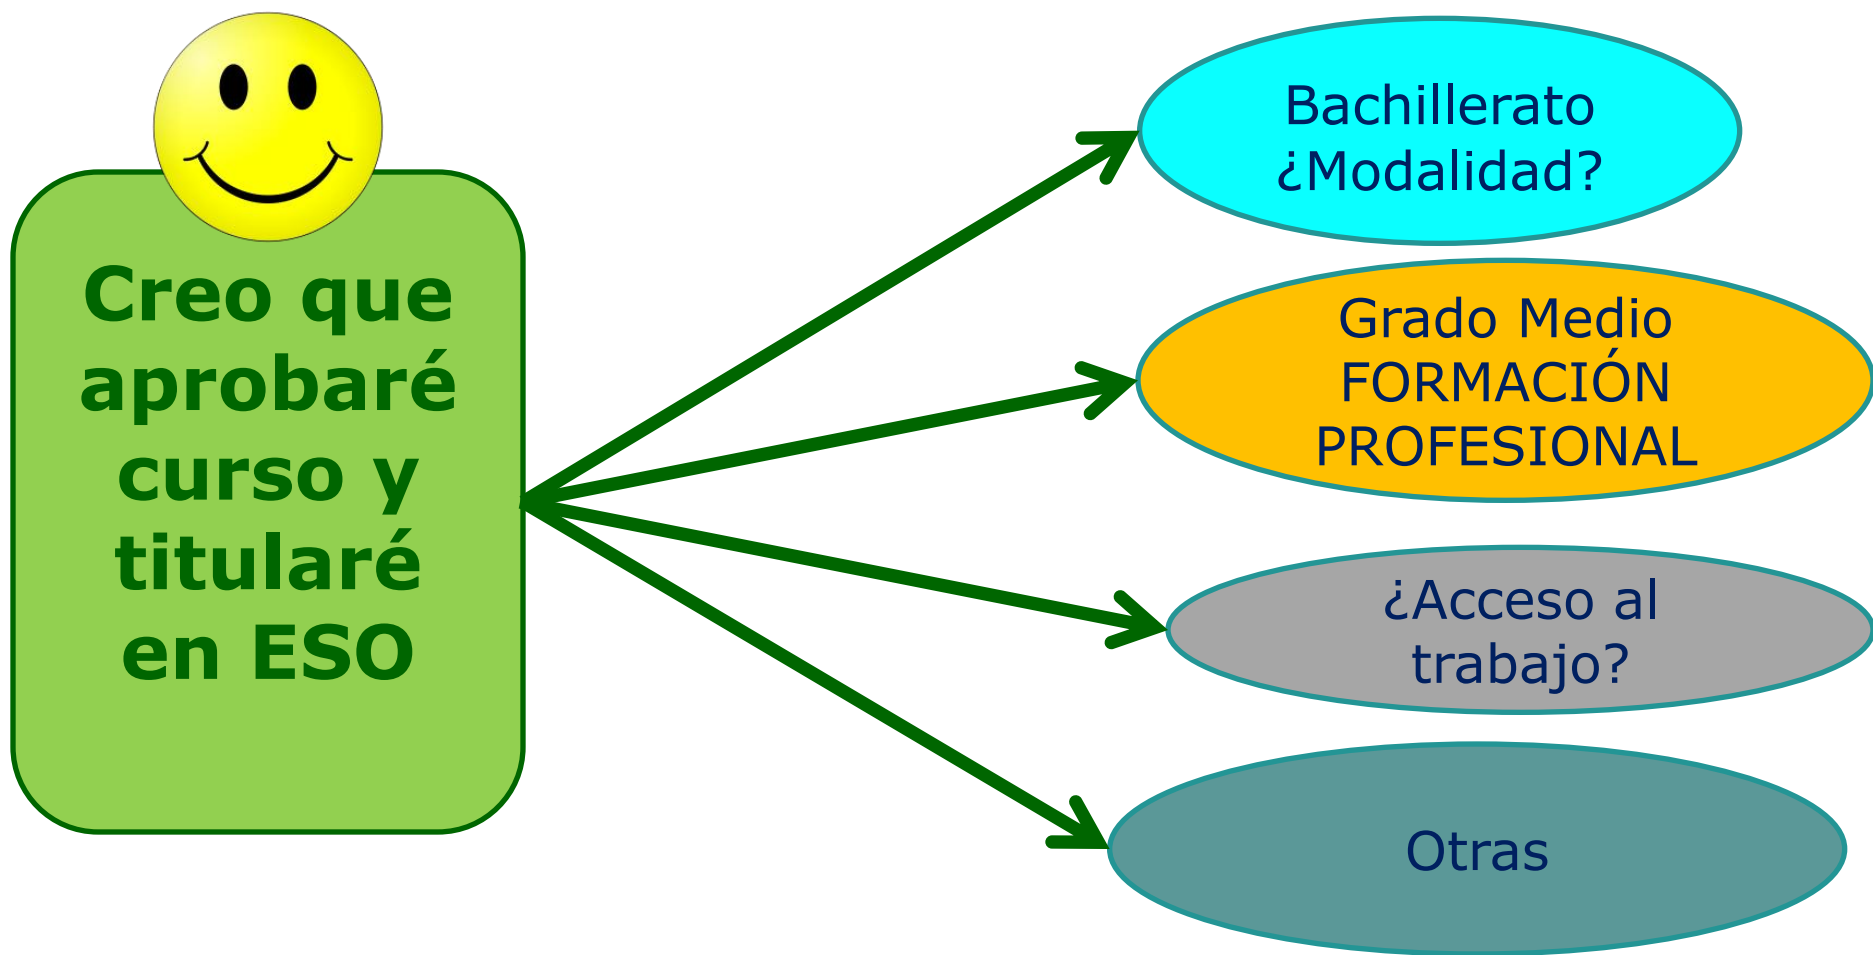 Creo que
aprobaré
curso y
titularé
en ESO
Bachillerato
¿Modalidad?
Grado Medio
FORMACIÓN
PROFESIONAL
¿Acceso al
trabajo?
Otras